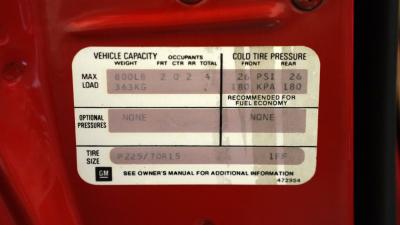 VEHICLE CAPACITY OCCUPANTS COLD TIRE PRESSURE
WEIGHT FRT CTR RR TOTAL FRONT REAR
MAX 800LB 2 0 2 4 26 PSI 26
LOAD 363KG 180 KPA 180
RECOMMENDED FOR
FUEL ECONOMY
OPTIONAL NONE NONE
PRESSURES
TIRE P225/70R15
SIZE
GM SEE OWNER'S MANUAL FOR ADDITIONAL INFORMATION
472954